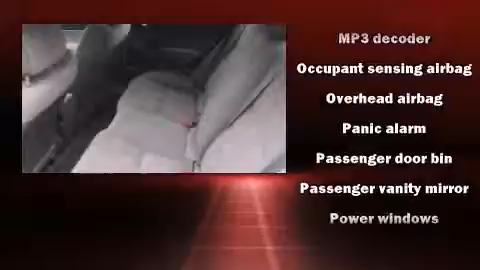 MP3 decoder
Occupant sensing airbag
Overhead airbag
Panic alarm
Passenger door bin
Passenger vanity mirror
Power windows